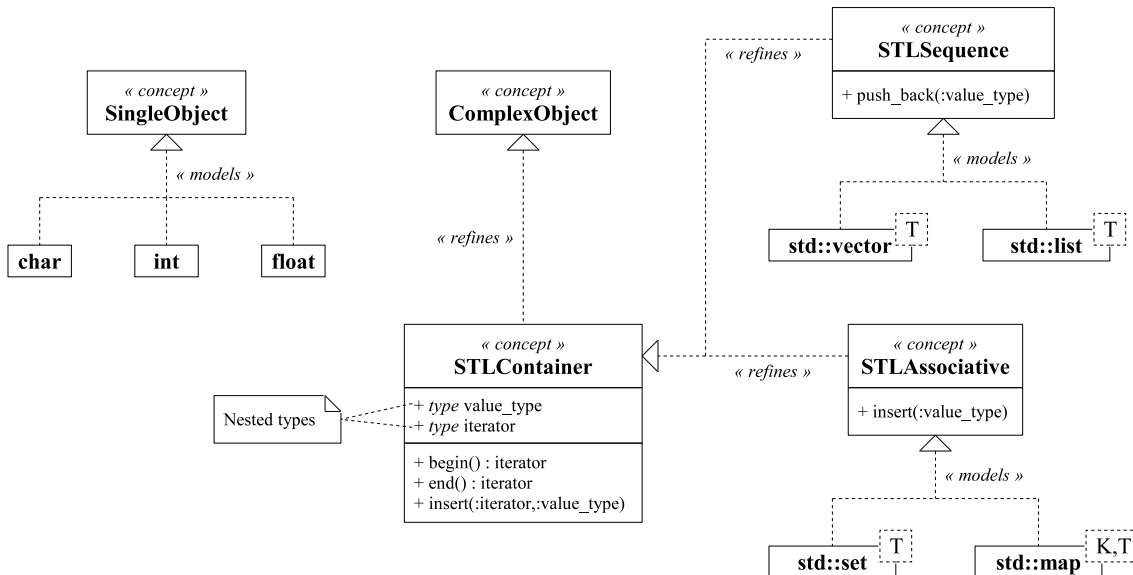 « concept »
STLSequence
+ push_back(:value_type)
« refines »
« concept »
SingleObject
« concept »
ComplexObject
« models »
« models »
char
int
float
« refines »
std::vector
T
std::list
T
« concept »
STLContainer
+ type value_type
+ type iterator
+ begin() : iterator
+ end() : iterator
+ insert(:iterator,:value_type)
Nested types
« refines »
« concept »
STLAssociative
+ insert(:value_type)
« models »
std::set
T
std::map
K,T